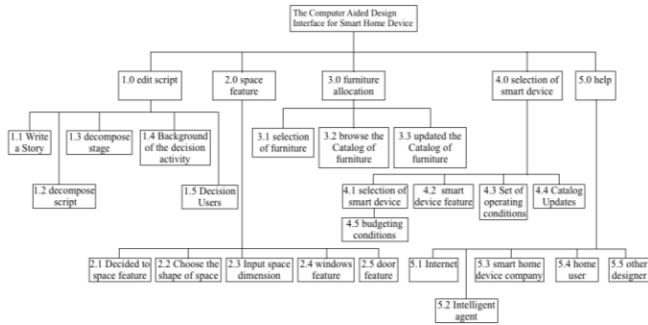 The Computer Aided Design
Interface for Smart Home Device
1.0 edit script
2.0 space
feature
3.0 furniture
allocation
4.0 selection of
smart device
5.0 help
1.1 Write
a Story
1.3 decompose
stage
1.4 Background
of the decision
activity
1.2 decompose
script
1.5 Decision
Users
3.1 selection
of furniture
3.2 browse the
Catalog of
furniture
3.3 updated the
Catalog of
furniture
4.1 selection of
smart device
4.2 smart
device feature
4.3 Set of
operating
conditions
4.4 Catalog
Updates
4.5 budgeting
conditions
2.1 Decided to
space feature
2.2 Choose the
shape of space
2.3 Input space
dimension
2.4 windows
feature
2.5 door
feature
5.1 Internet
5.3 smart home
device company
5.4 home
user
5.5 other
designer
5.2 Intelligent
agent